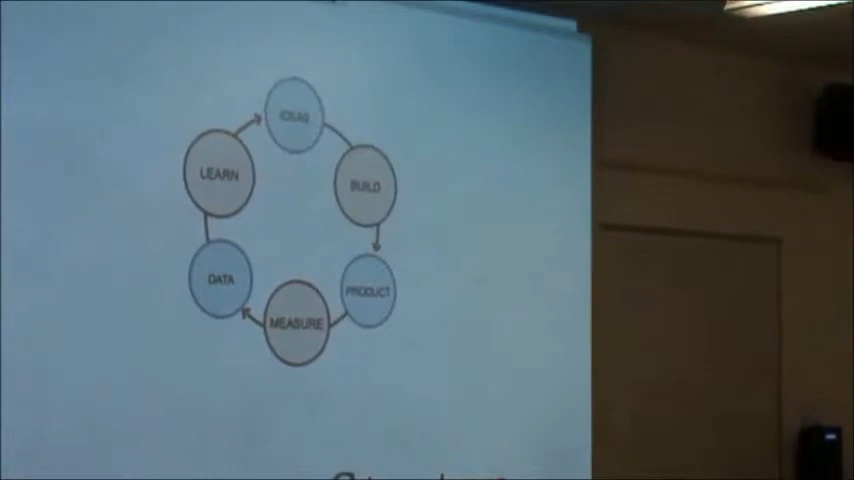 IDEAS
LEARN
BUILD
DATA
PRODUCT
MEASURE